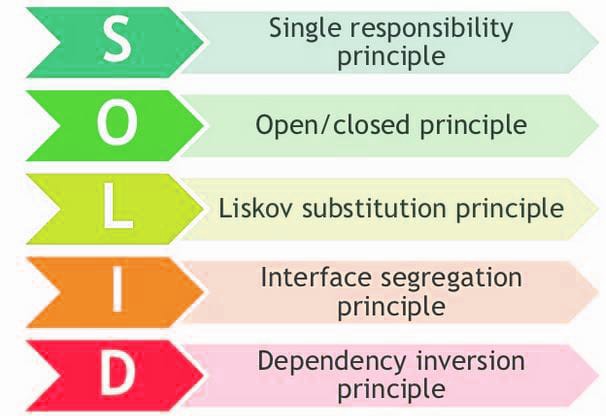 S
Single responsibility
principle
O
Open/closed principle
L
Liskov substitution principle
I
Interface segregation
principle
D
Dependency inversion
principle